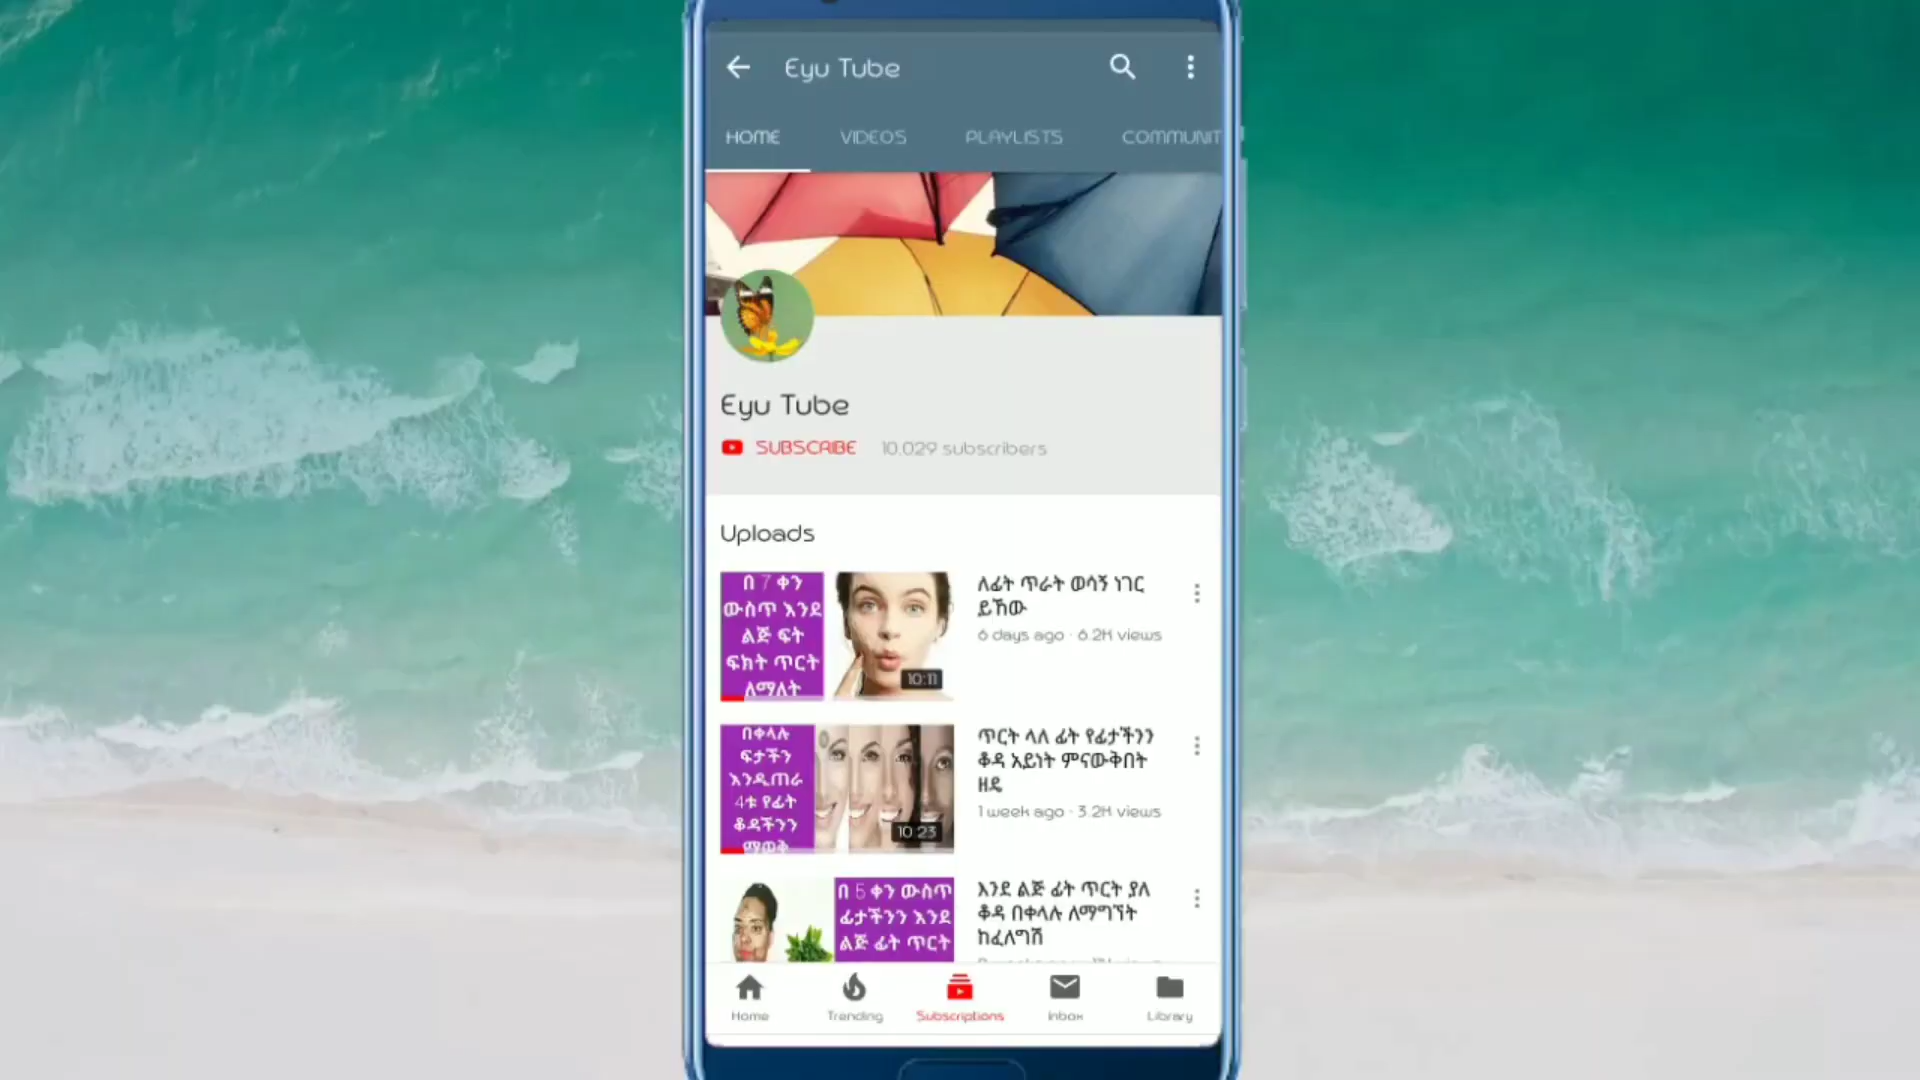 Eyu Tube
HOME VIDEOS PLAYLISTS COMMUNIT
Eyu Tube
SUBSCRIBE 10,029 subscribers
Uploads
በ 7 ቀን
ውስጥ እንደ
ልጅ ፍት
ፍክት ጥርት
ለማለት
10:11
ለፊት ጥራት ወሳኝ ነገር
ይኸው
6 days ago · 6.2K views
በቀላሉ
ፍታችን
እንዲጠራ
4ቱ የፊት
ቆዳችንን
ማወቅ
10:23
ጥርት ላለ ፊት የፊታችንን
ቆዳ አይነት ምናውቅበት
ዘዴ
1 week ago · 3.2K views
በ 5 ቀን ውስጥ
ፊታችንን እንደ
ልጅ ፊት ጥርት
እንደ ልጅ ፊት ጥርት ያለ
ቆዳ በቀላሉ ለማግኘት
ከፈለግሽ
Home Trending Subscriptions Inbox Library